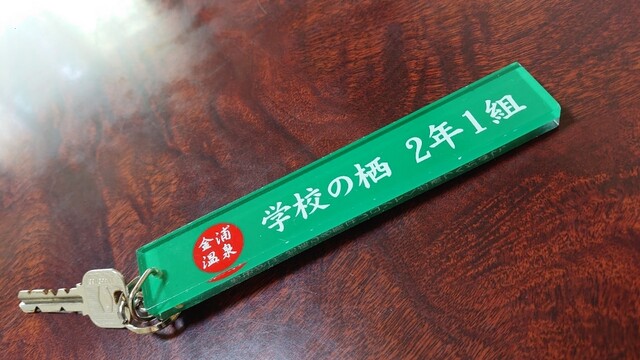 金浦
温泉
学校の栖 2年1組